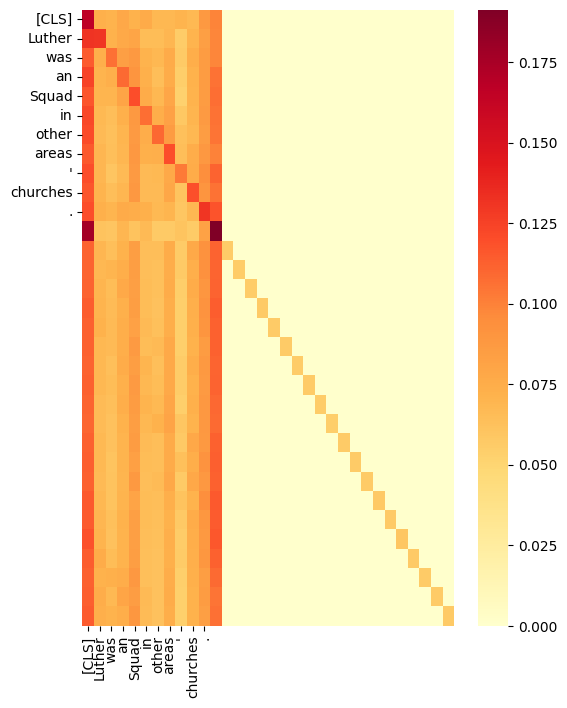 [CLS]
Luther
was
an
Squad
in
other
areas
'
churches
.
0.175
0.150
0.125
0.100
0.075
0.050
0.025
0.000
[CLS]
Luther
was
an
Squad
in
other
areas
'
churches
.